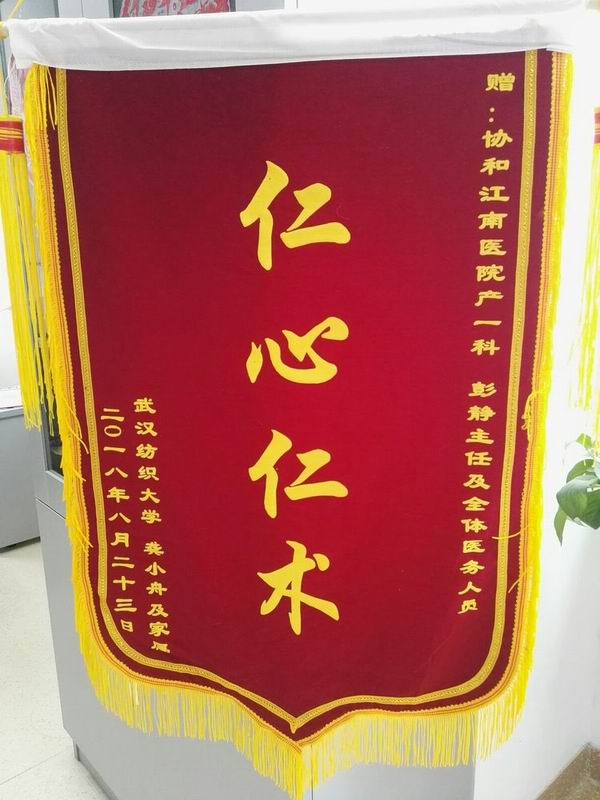 赠：协和江南医院产一科 彭静主任及全体医务人员
仁心仁术
武汉纺织大学 龚小舟及家属
二〇一八年八月二十三日